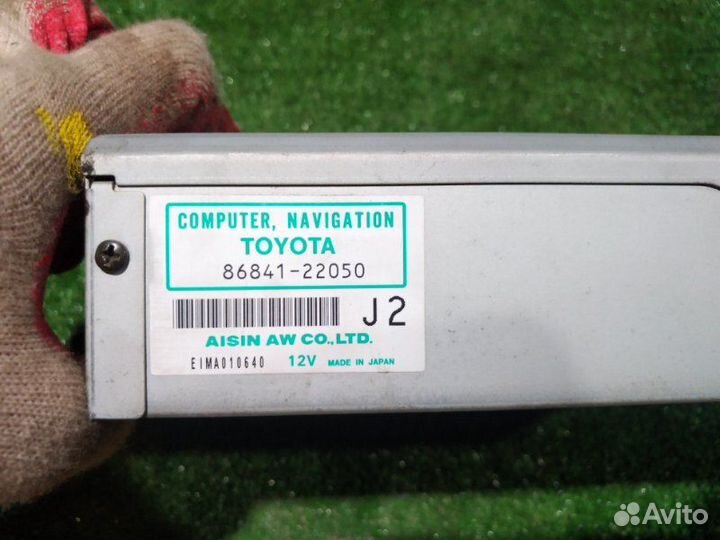 COMPUTER, NAVIGATION
TOYOTA
86841-22050
J2
AISIN AW CO.,LTD.
EIMA010640 12V MADE IN JAPAN
Avito